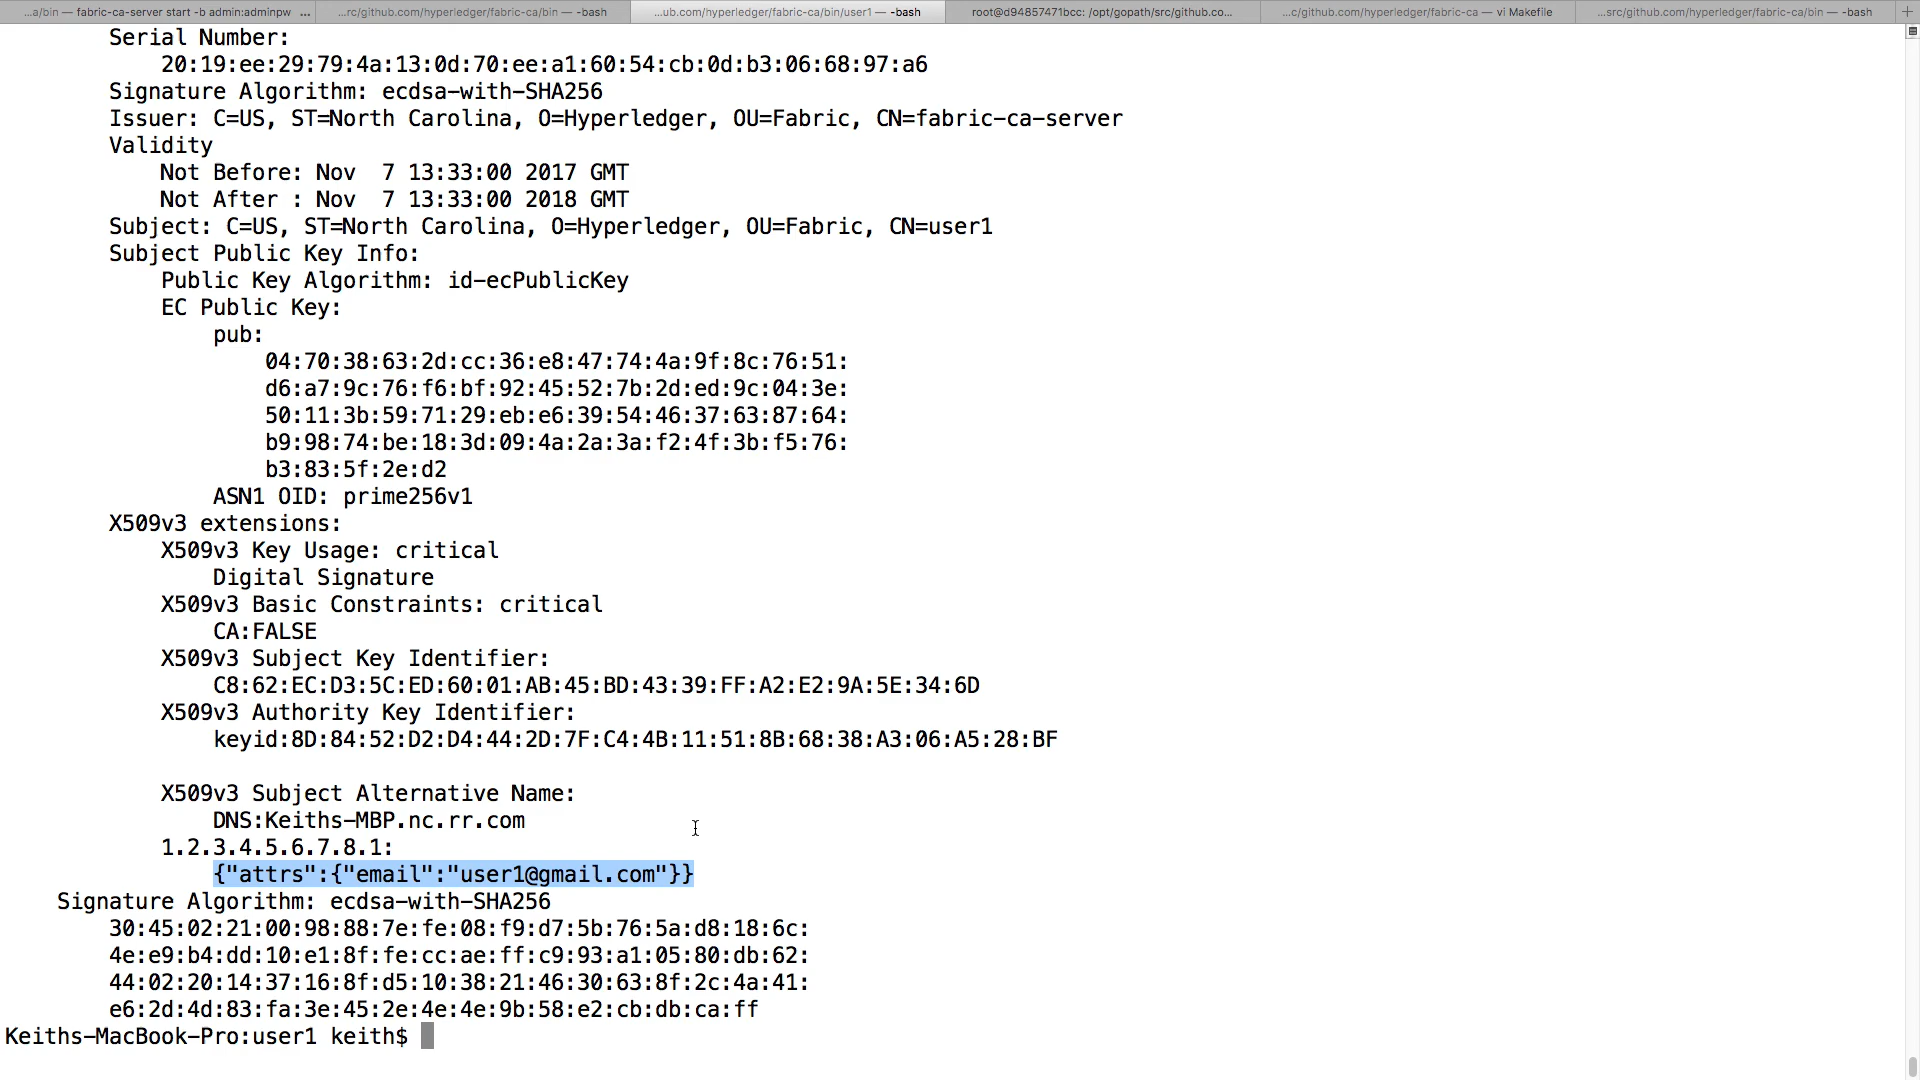 ...a/bin — fabric-ca-server start -b admin:adminpw ...
...rc/github.com/hyperledger/fabric-ca/bin — -bash
...ub.com/hyperledger/fabric-ca/bin/user1 — -bash
root@d94857471bcc: /opt/gopath/src/github.co...
...c/github.com/hyperledger/fabric-ca — vi Makefile
...src/github.com/hyperledger/fabric-ca/bin — -bash
Serial Number:
20:19:ee:29:79:4a:13:0d:70:ee:a1:60:54:cb:0d:b3:06:68:97:a6
Signature Algorithm: ecdsa-with-SHA256
Issuer: C=US, ST=North Carolina, O=Hyperledger, OU=Fabric, CN=fabric-ca-server
Validity
Not Before: Nov  7 13:33:00 2017 GMT
Not After : Nov  7 13:33:00 2018 GMT
Subject: C=US, ST=North Carolina, O=Hyperledger, OU=Fabric, CN=user1
Subject Public Key Info:
Public Key Algorithm: id-ecPublicKey
EC Public Key:
pub:
04:70:38:63:2d:cc:36:e8:47:74:4a:9f:8c:76:51:
d6:a7:9c:76:f6:bf:92:45:52:7b:2d:ed:9c:04:3e:
50:11:3b:59:71:29:eb:e6:39:54:46:37:63:87:64:
b9:98:74:be:18:3d:09:4a:2a:3a:f2:4f:3b:f5:76:
b3:83:5f:2e:d2
ASN1 OID: prime256v1
X509v3 extensions:
X509v3 Key Usage: critical
Digital Signature
X509v3 Basic Constraints: critical
CA:FALSE
X509v3 Subject Key Identifier:
C8:62:EC:D3:5C:ED:60:01:AB:45:BD:43:39:FF:A2:E2:9A:5E:34:6D
X509v3 Authority Key Identifier:
keyid:8D:84:52:D2:D4:44:2D:7F:C4:4B:11:51:8B:68:38:A3:06:A5:28:BF
X509v3 Subject Alternative Name:
DNS:Keiths-MBP.nc.rr.com
1.2.3.4.5.6.7.8.1:
{"attrs":{"email":"user1@gmail.com"}}
Signature Algorithm: ecdsa-with-SHA256
30:45:02:21:00:98:88:7e:fe:08:f9:d7:5b:76:5a:d8:18:6c:
4e:e9:b4:dd:10:e1:8f:fe:cc:ae:ff:c9:93:a1:05:80:db:62:
44:02:20:14:37:16:8f:d5:10:38:21:46:30:63:8f:2c:4a:41:
e6:2d:4d:83:fa:3e:45:2e:4e:4e:9b:58:e2:cb:db:ca:ff
Keiths-MacBook-Pro:user1 keith$